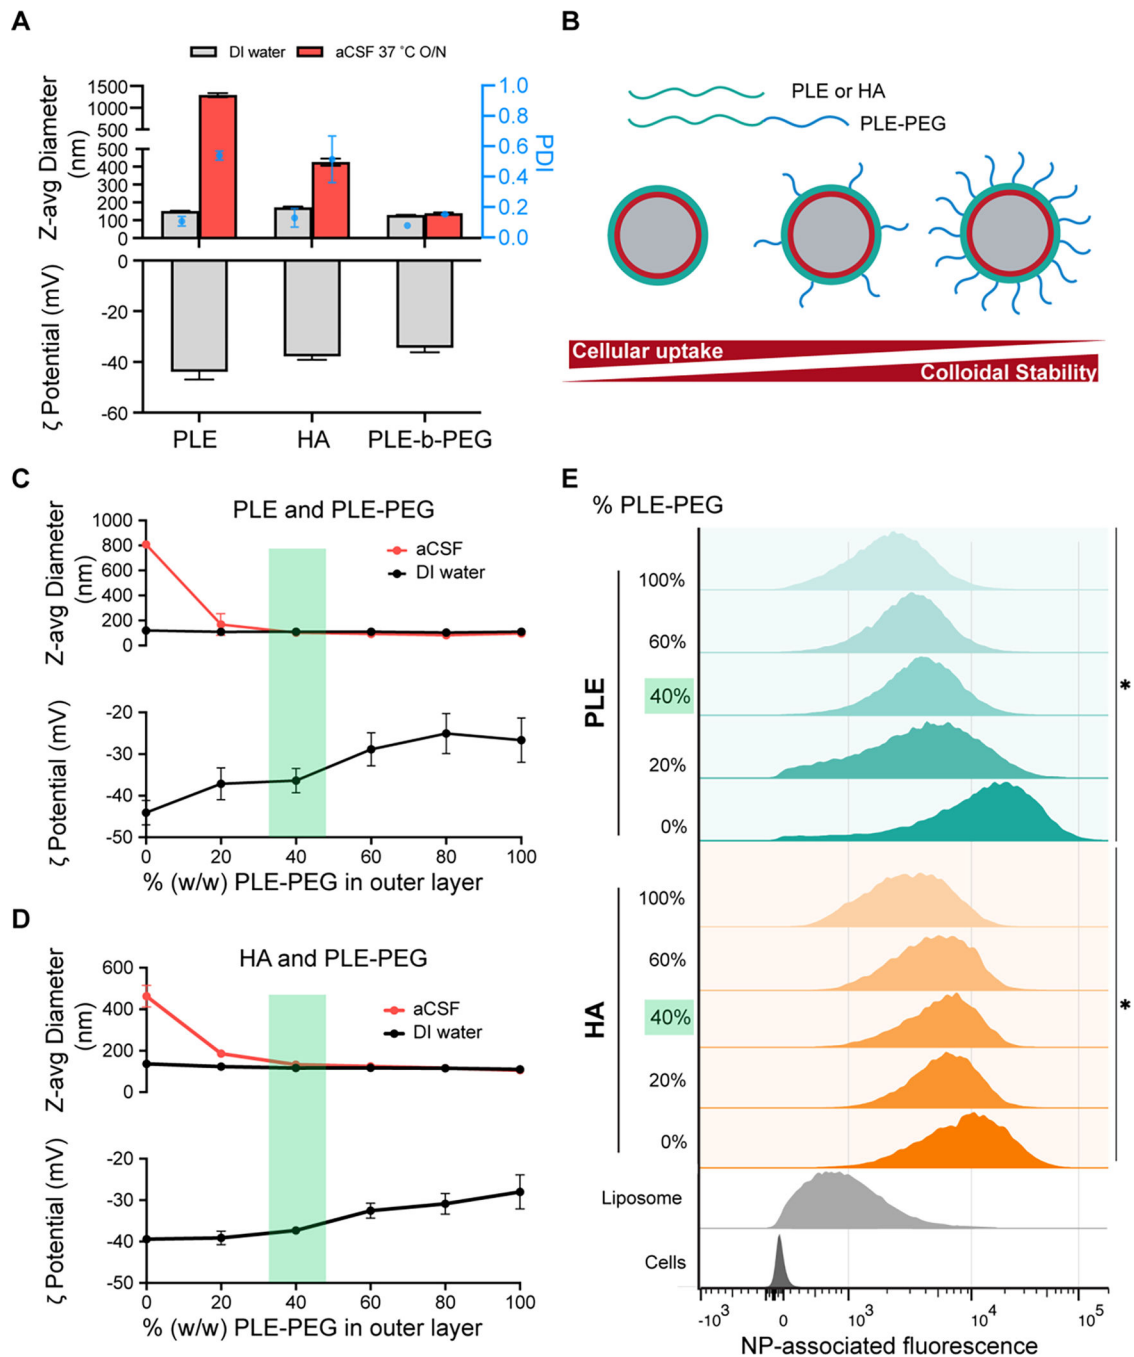 A
DI water
aCSF 37 ˚C O/N
Z-avg Diameter
(nm)
1500
1000
500
500
400
300
200
100
0
1.0
0.8
0.6
0.4
0.2
0.0
PDI
ζ Potential (mV)
0
-20
-40
-60
PLE
HA
PLE-b-PEG
B
PLE or HA
PLE-PEG
Cellular uptake
Colloidal Stability
C
PLE and PLE-PEG
Z-avg Diameter
(nm)
1000
800
600
400
200
0
aCSF
DI water
ζ Potential (mV)
-20
-30
-40
-50
0 20 40 60 80 100
% (w/w) PLE-PEG in outer layer
D
HA and PLE-PEG
Z-avg Diameter
(nm)
600
400
200
0
aCSF
DI water
ζ Potential (mV)
-20
-30
-40
-50
0 20 40 60 80 100
% (w/w) PLE-PEG in outer layer
E
% PLE-PEG
PLE
100%
60%
40%
20%
0%
*
HA
100%
60%
40%
20%
0%
*
Liposome
Cells
-10³ 0 10³ 10⁴ 10⁵
NP-associated fluorescence